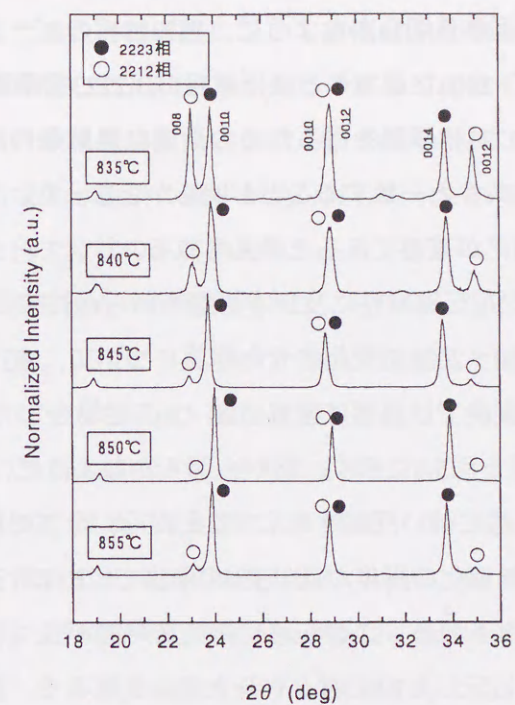 ● 2223相
○ 2212相
008
0010
0010
0012
0014
0012
835℃
840℃
845℃
850℃
855℃
Normalized Intensity (a.u.)
18 20 22 24 26 28 30 32 34 36
2θ (deg)